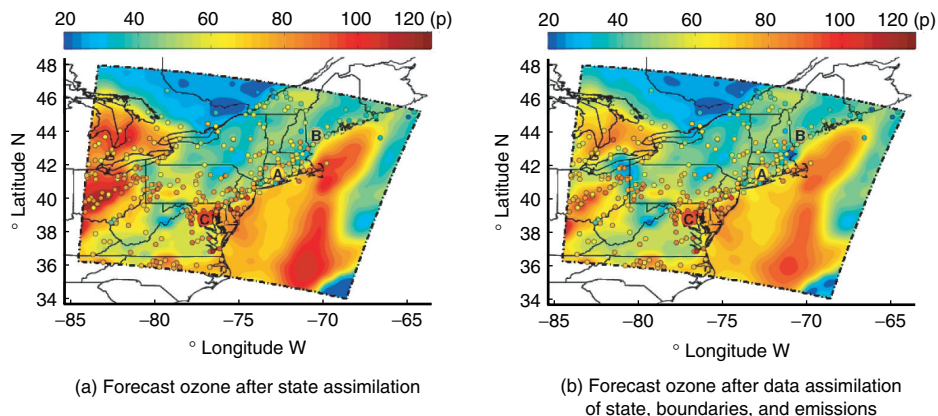 20 40 60 80 100 120 (p)
48
46
44
42
40
38
36
34
° Latitude N
A
B
C
−85 −80 −75 −70 −65
° Longitude W
(a) Forecast ozone after state assimilation
20 40 60 80 100 120 (p)
48
46
44
42
40
38
36
34
° Latitude N
A
B
C
−85 −80 −75 −70 −65
° Longitude W
(b) Forecast ozone after data assimilation
of state, boundaries, and emissions